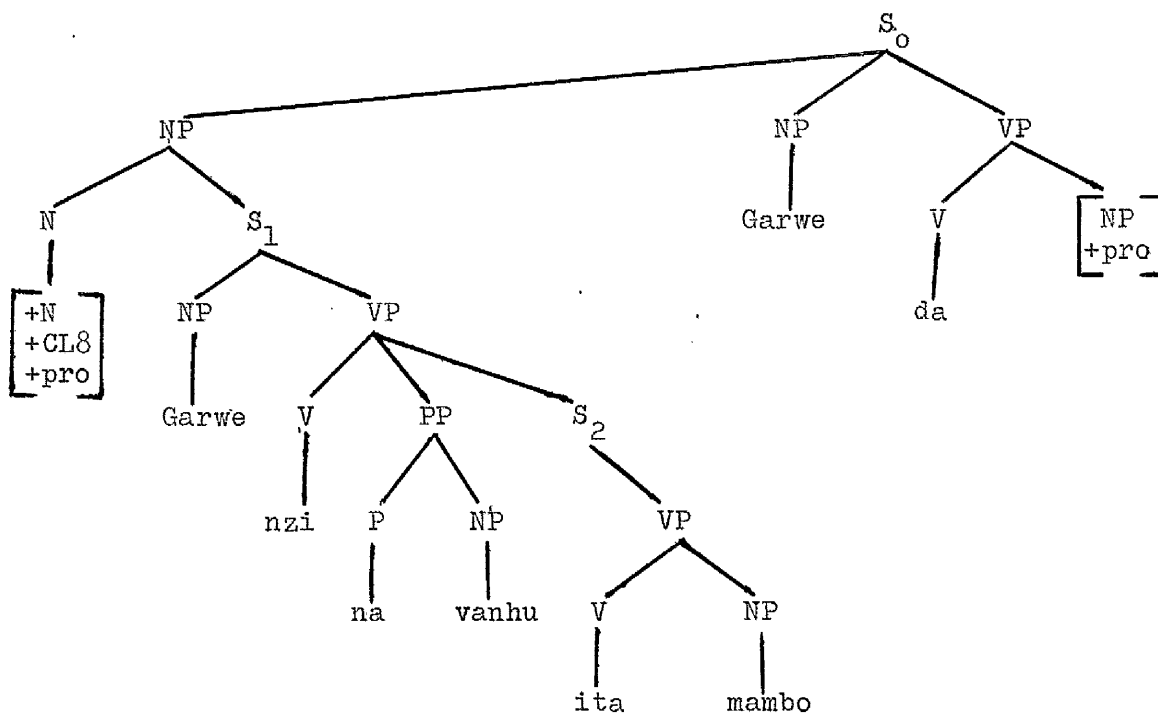 S₀
NP NP VP
N S₁ Garwe V [NP
+pro]
[+N
+CL8
+pro] NP VP da
Garwe V PP S₂
nzi P NP VP
na vanhu V NP
ita mambo